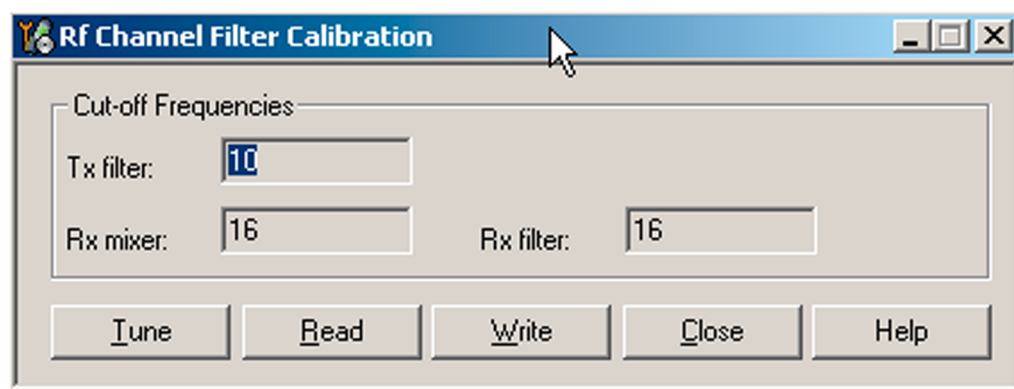 Rf Channel Filter Calibration
Cut-off Frequencies
Tx filter: 10
Rx mixer: 16 Rx filter: 16
Tune Read Write Close Help